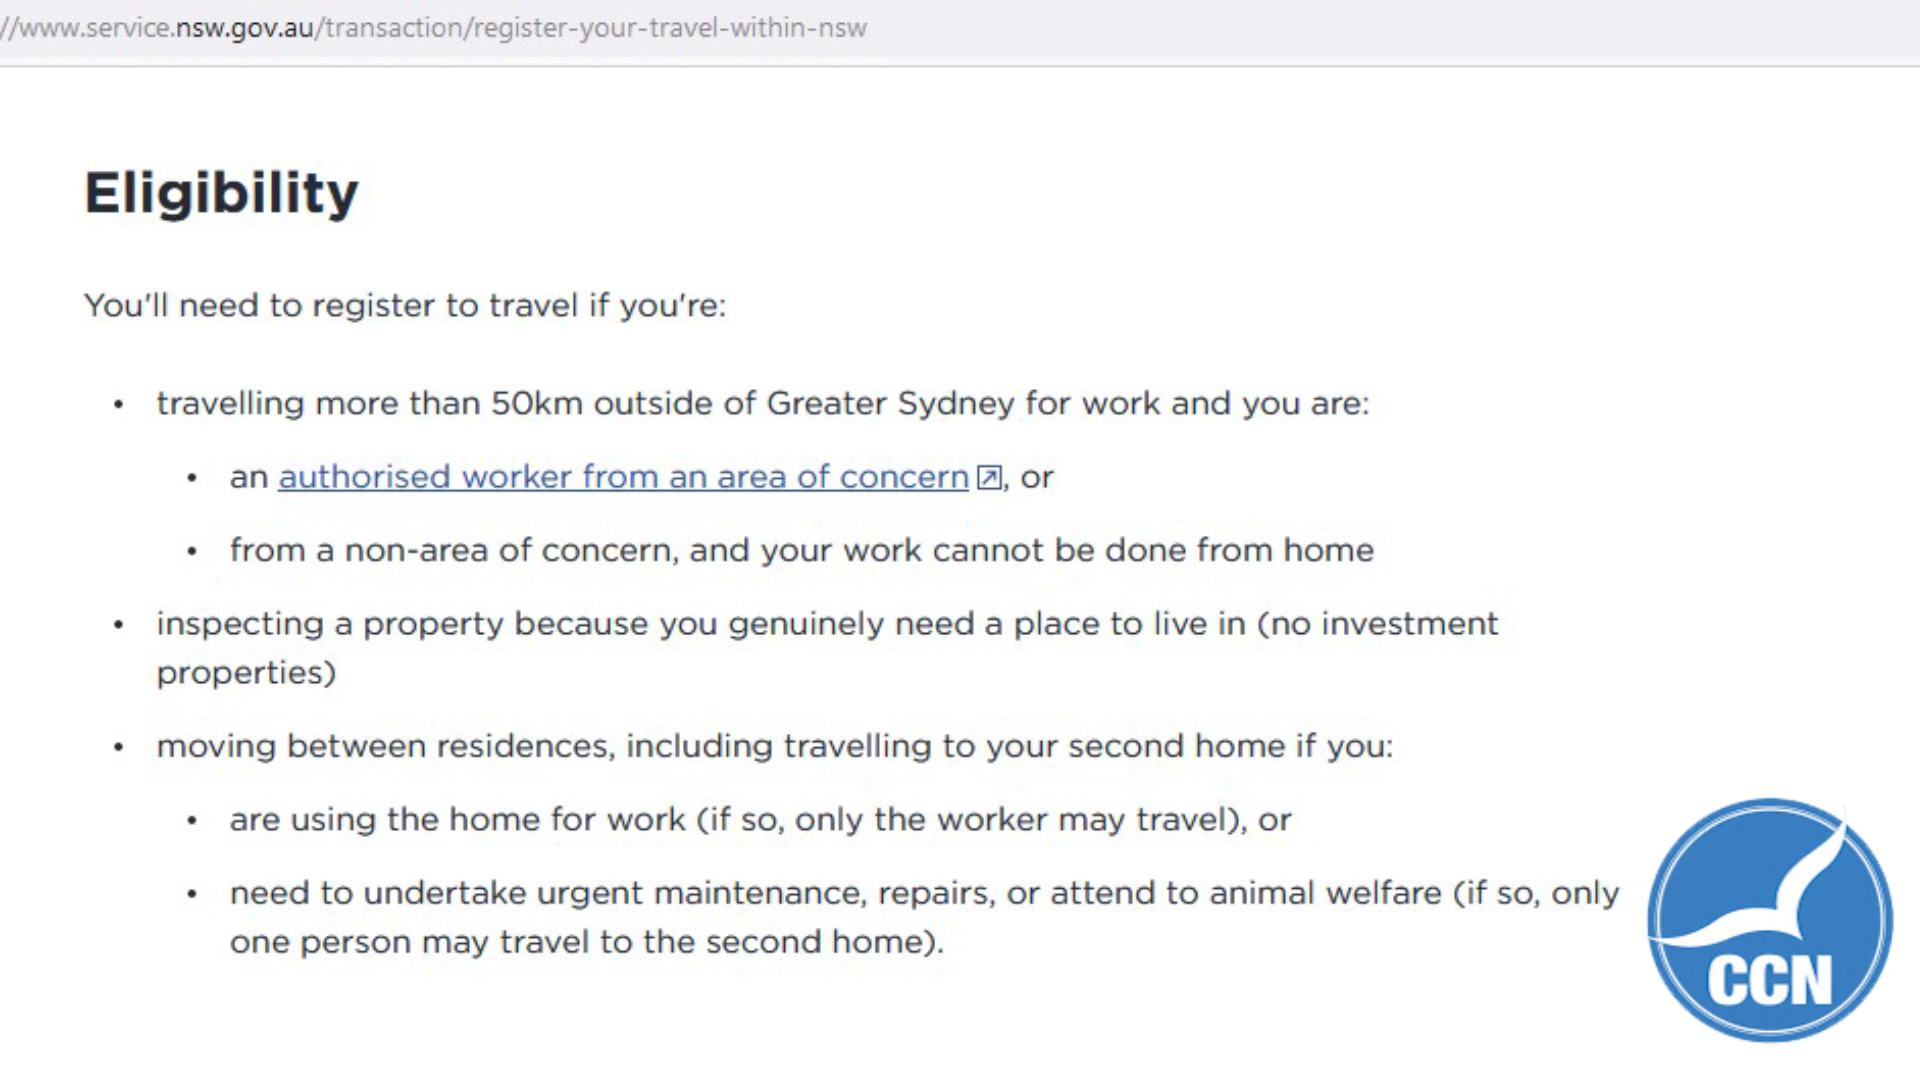 //www.service.nsw.gov.au/transaction/register-your-travel-within-nsw
Eligibility
You'll need to register to travel if you're:
• travelling more than 50km outside of Greater Sydney for work and you are:
• an authorised worker from an area of concern, or
• from a non-area of concern, and your work cannot be done from home
• inspecting a property because you genuinely need a place to live in (no investment
properties)
• moving between residences, including travelling to your second home if you:
• are using the home for work (if so, only the worker may travel), or
• need to undertake urgent maintenance, repairs, or attend to animal welfare (if so, only
one person may travel to the second home).
CCN